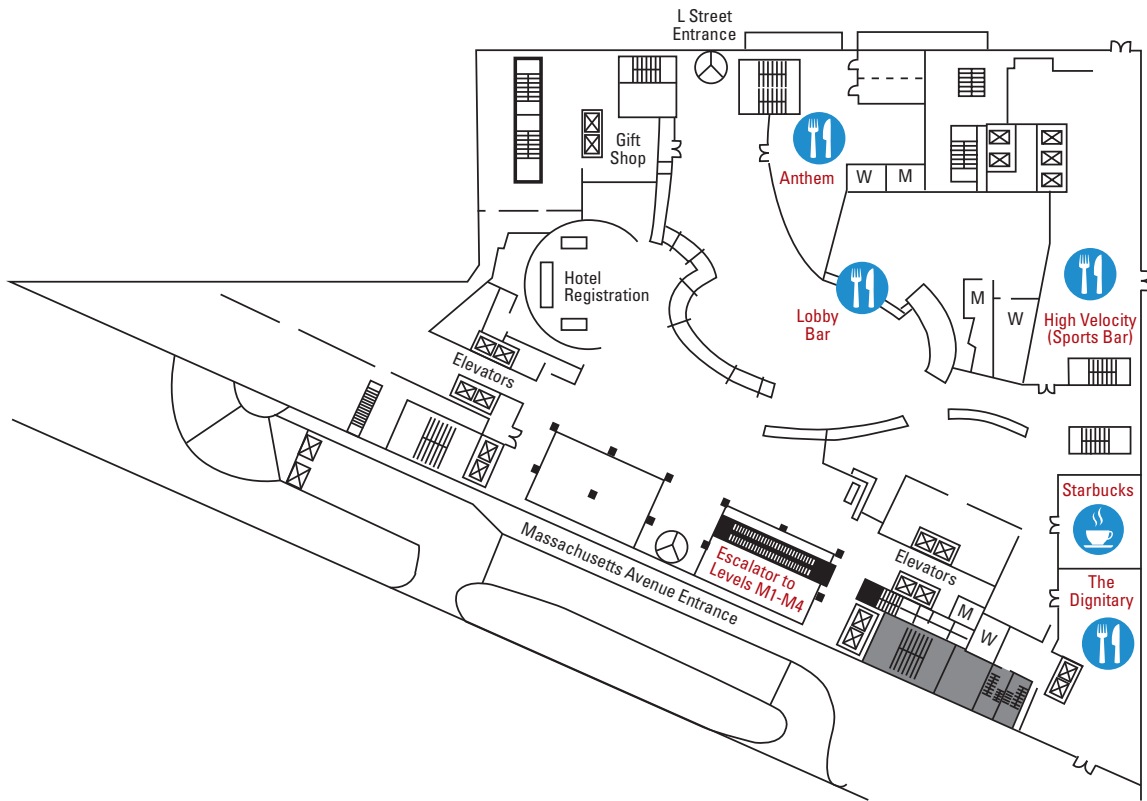 L Street
Entrance
Gift
Shop
Anthem
W
M
Hotel
Registration
Lobby
Bar
M
W
High Velocity
(Sports Bar)
Elevators
Starbucks
Massachusetts Avenue Entrance
Escalator to
Levels M1-M4
Elevators
The
Dignitary
M
W